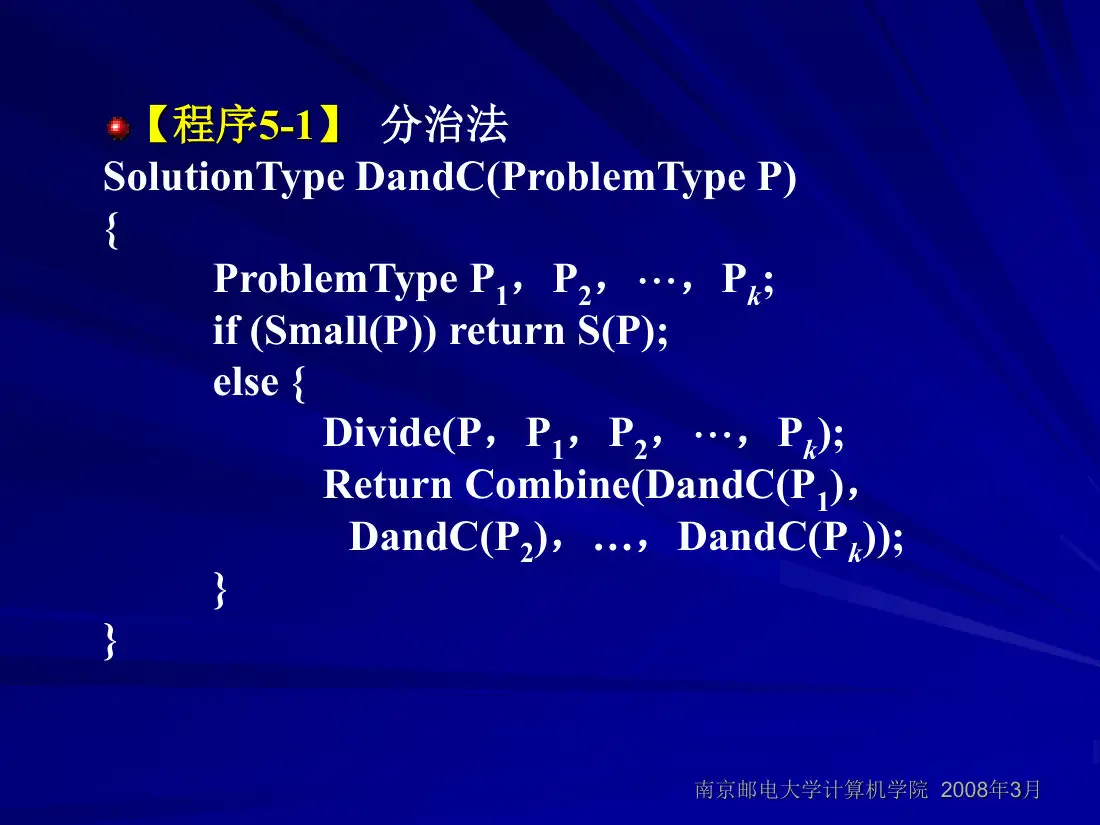 【程序5-1】 分治法
SolutionType DandC(ProblemType P)
{
ProblemType P1，P2，…，Pk;
if (Small(P)) return S(P);
else {
Divide(P，P1，P2，…，Pk);
Return Combine(DandC(P1)，
DandC(P2)，…，DandC(Pk));
}
}
南京邮电大学计算机学院 2008年3月